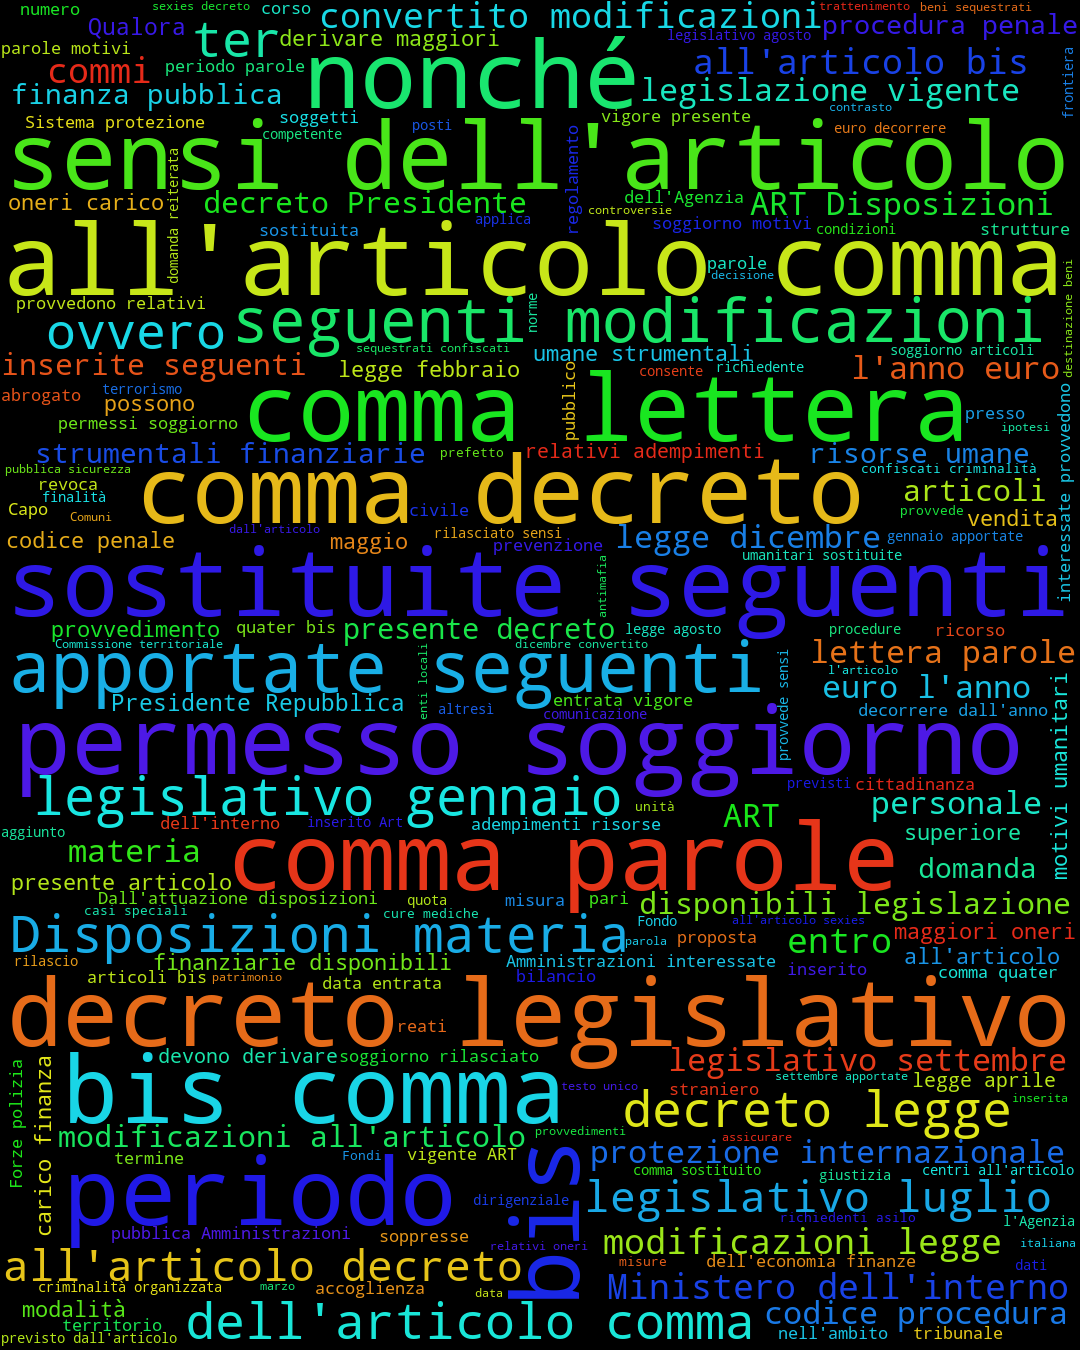 numero
sexies decreto
corso
convertito modificazioni
trattenimento
beni sequestrati
Qualora
ter
derivare maggiori
legislativo agosto
procedura penale
parole motivi
commi
periodo parole
nonché
all'articolo bis
frontiera
finanza pubblica
legislazione vigente
contrasto
Sistema protezione
soggetti
competente
posti
vigore presente
euro decorrere
sensi dell'articolo
domanda reiterata
regolamento
oneri carico
decreto Presidente
dell'Agenzia
ART Disposizioni
controversie
applica
sostituita
soggiorno motivi
condizioni
strutture
all'articolo comma
parole
decisione
provvedono relativi
norme
destinazione beni
ovvero
seguenti modificazioni
sequestrati confiscati
umane strumentali
soggiorno articoli
inserite seguenti
legge febbraio
pubblico
consente
richiedente
l'anno euro
abrogato
terrorismo
possono
comma lettera
presso
ipotesi
permessi soggiorno
interessate provvedono
strumentali finanziarie
prefetto
relativi adempimenti
risorse umane
pubblica sicurezza
confiscati criminalità
revoca
finalità
comma decreto
articoli
Capo
Comuni
civile
provvede
vendita
dall'articolo
rilasciato sensi
codice penale
maggio
prevenzione
legge dicembre
gennaio apportate
umanitari sostituite
sostituite seguenti
antimafia
provvedimento
quater bis
presente decreto
legge agosto
procedure
ricorso
Commissione territoriale
dicembre convertito
apportate seguenti
enti locali
provvede sensi
lettera parole
l'articolo
euro l'anno
motivi umanitari
Presidente Repubblica
altresì
entrata vigore
comunicazione
decorrere dall'anno
permesso soggiorno
previsti
cittadinanza
legislativo gennaio
unità
ART
personale
aggiunto
dell'interno
inserito Art
adempimenti risorse
superiore
materia
comma parole
domanda
presente articolo
Dall'attuazione disposizioni
quota
misura
pari
disponibili legislazione
casi speciali
cure mediche
Fondo
all'articolo sexies
Disposizioni materia
parola
proposta
entro
maggiori oneri
rilascio
finanziarie disponibili
Amministrazioni interessate
all'articolo
articoli bis
patrimonio
data entrata
bilancio
inserito
comma quater
decreto legislativo
reati
devono derivare
soggiorno rilasciato
legislativo settembre
Forze polizia
carico finanza
bis comma
testo unico
settembre apportate
legge aprile
straniero
inserita
decreto legge
modificazioni all'articolo
provvedimenti
assicurare
termine
Fondi
vigente ART
bis
protezione internazionale
comma sostituito
giustizia
centri all'articolo
periodo
dirigenziale
legislativo luglio
richiedenti asilo
l'Agenzia
pubblica Amministrazioni
soppresse
relativi oneri
modificazioni legge
italiana
all'articolo decreto
misure
dell'economia finanze
dati
criminalità organizzata
marzo
accoglienza
data
Ministero dell'interno
modalità
territorio
dell'articolo comma
codice procedura
previsto dall'articolo
nell'ambito
tribunale